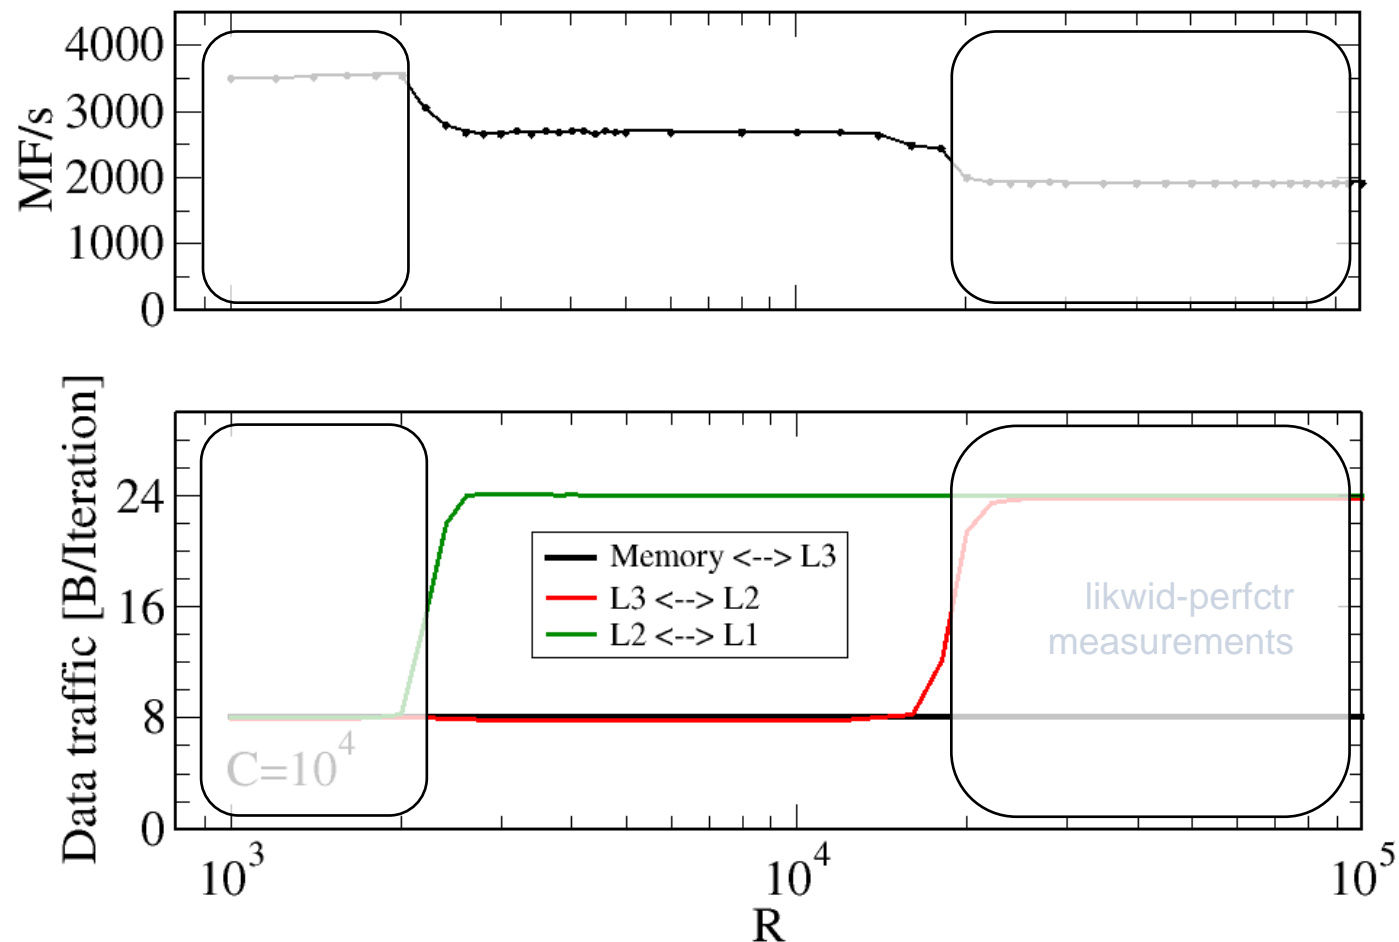 4000
3000
2000
1000
0
MF/s
Data traffic [B/Iteration]
24
16
8
0
Memory <--> L3
L3 <--> L2
L2 <--> L1
likwid-perfctr
measurements
C=10^4
10^3
10^4
10^5
R